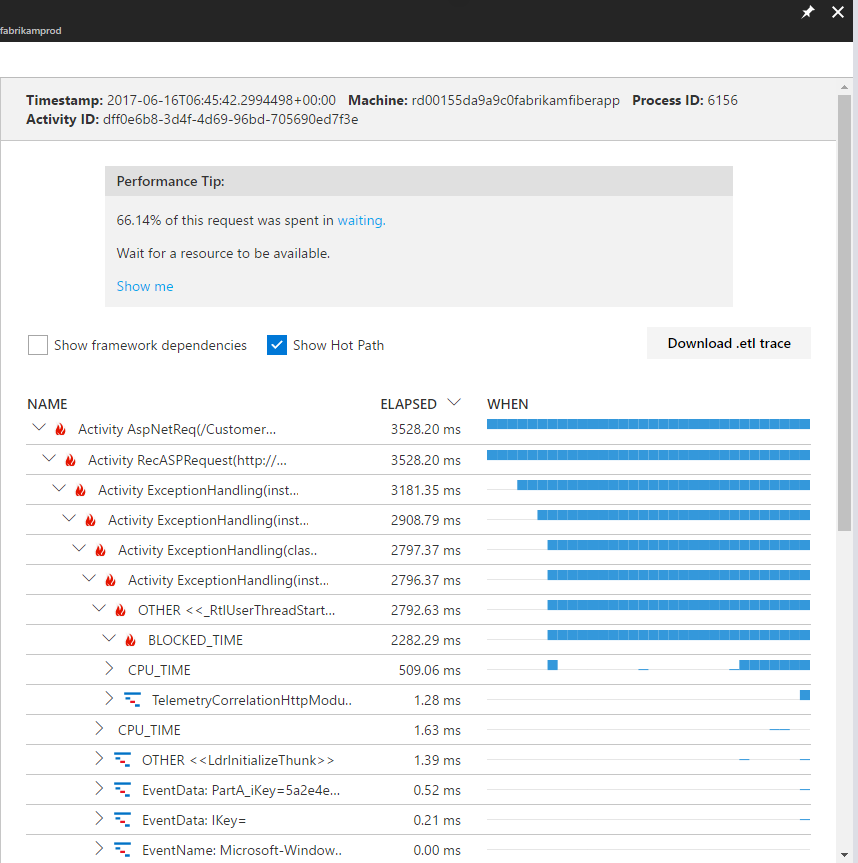 fabrikamprod
Timestamp: 2017-06-16T06:45:42.2994498+00:00 Machine: rd00155da9a9c0fabrikamfiberapp Process ID: 6156
Activity ID: dff0e6b8-3d4f-4d69-96bd-705690ed7f3e
Performance Tip:
66.14% of this request was spent in waiting.
Wait for a resource to be available.
Show me
Show framework dependencies Show Hot Path Download .etl trace
NAME ELAPSED WHEN
Activity AspNetReq(/Customer... 3528.20 ms
Activity RecASPRequest(http://... 3528.20 ms
Activity ExceptionHandling(inst... 3181.35 ms
Activity ExceptionHandling(inst... 2908.79 ms
Activity ExceptionHandling(clas.. 2797.37 ms
Activity ExceptionHandling(inst... 2796.37 ms
OTHER <<_RtlUserThreadStart... 2792.63 ms
BLOCKED_TIME 2282.29 ms
CPU_TIME 509.06 ms
TelemetryCorrelationHttpModu.. 1.28 ms
CPU_TIME 1.63 ms
OTHER <<LdrInitializeThunk>> 1.39 ms
EventData: PartA_iKey=5a2e4e... 0.52 ms
EventData: IKey= 0.21 ms
EventName: Microsoft-Window.. 0.00 ms